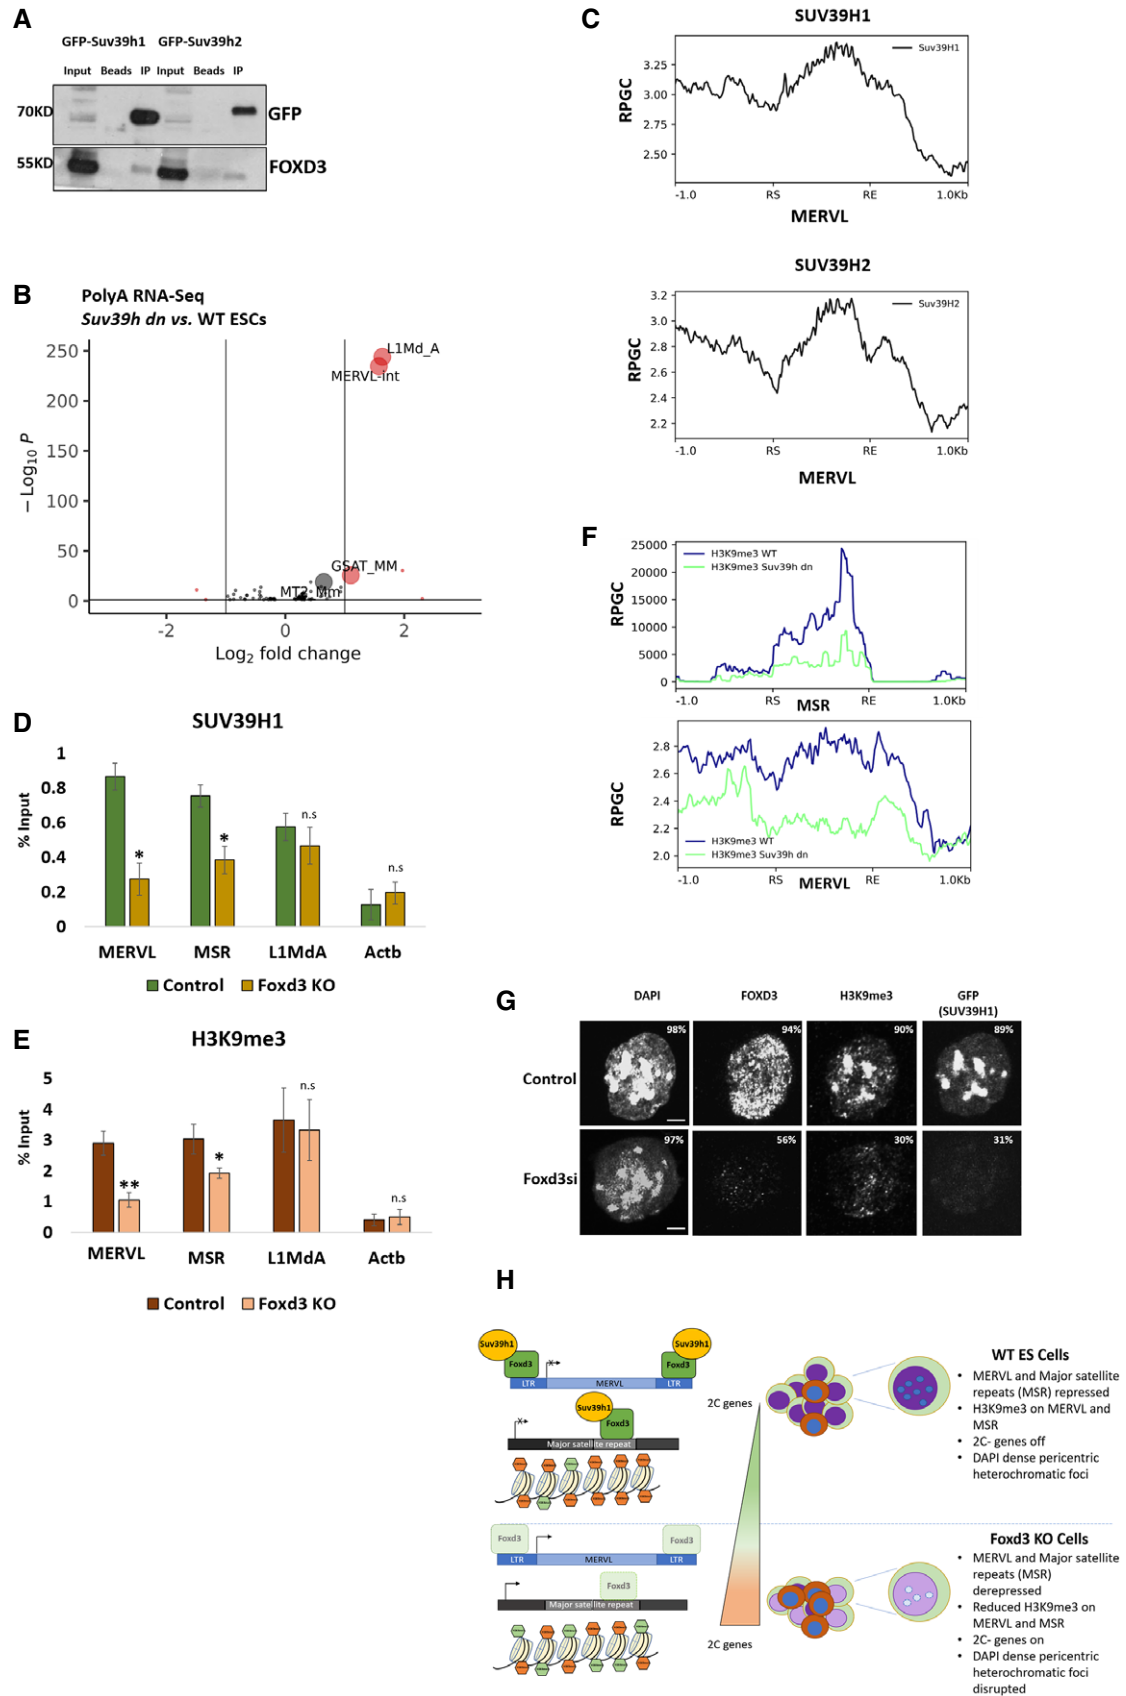 A
GFP-Suv39h1 GFP-Suv39h2
Input Beads IP Input Beads IP
70KD
GFP
55KD
FOXD3
B
PolyA RNA-Seq
Suv39h dn vs. WT ESCs
L1Md_A
MERVL-int
GSAT_MM
MT2_Mm
250
200
150
100
50
0
− Log10 P
-2 0 2
Log2 fold change
C
SUV39H1
Suv39H1
3.25
3.00
2.75
2.50
RPGC
-1.0 RS RE 1.0Kb
MERVL
SUV39H2
Suv39H2
3.2
3.0
2.8
2.6
2.4
2.2
RPGC
-1.0 RS RE 1.0Kb
MERVL
D
SUV39H1
1
0.8
0.6
0.4
0.2
0
% Input
* * n.s n.s
MERVL MSR L1MdA Actb
Control Foxd3 KO
E
H3K9me3
5
4
3
2
1
0
% Input
** * n.s n.s
MERVL MSR L1MdA Actb
Control Foxd3 KO
F
H3K9me3 WT
H3K9me3 Suv39h dn
25000
20000
15000
10000
5000
0
RPGC
-1.0 RS RE 1.0Kb
MSR
2.8
2.6
2.4
2.2
2.0
RPGC
H3K9me3 WT
H3K9me3 Suv39h dn
-1.0 RS RE 1.0Kb
MERVL
G
DAPI FOXD3 H3K9me3 GFP
(SUV39H1)
Control
98% 94% 90% 89%
Foxd3si
97% 56% 30% 31%
H
Suv39h1 Suv39h1
Foxd3 Foxd3
LTR MERVL LTR
Suv39h1
Foxd3
Major satellite repeat
2C genes
WT ES Cells
• MERVL and Major satellite
repeats (MSR) repressed
• H3K9me3 on MERVL and
MSR
• 2C- genes off
• DAPI dense pericentric
heterochromatic foci
Foxd3 Foxd3
LTR MERVL LTR
Foxd3
Major satellite repeat
2C genes
Foxd3 KO Cells
• MERVL and Major satellite
repeats (MSR)
derepressed
• Reduced H3K9me3 on
MERVL and MSR
• 2C- genes on
• DAPI dense pericentric
heterochromatic foci
disrupted